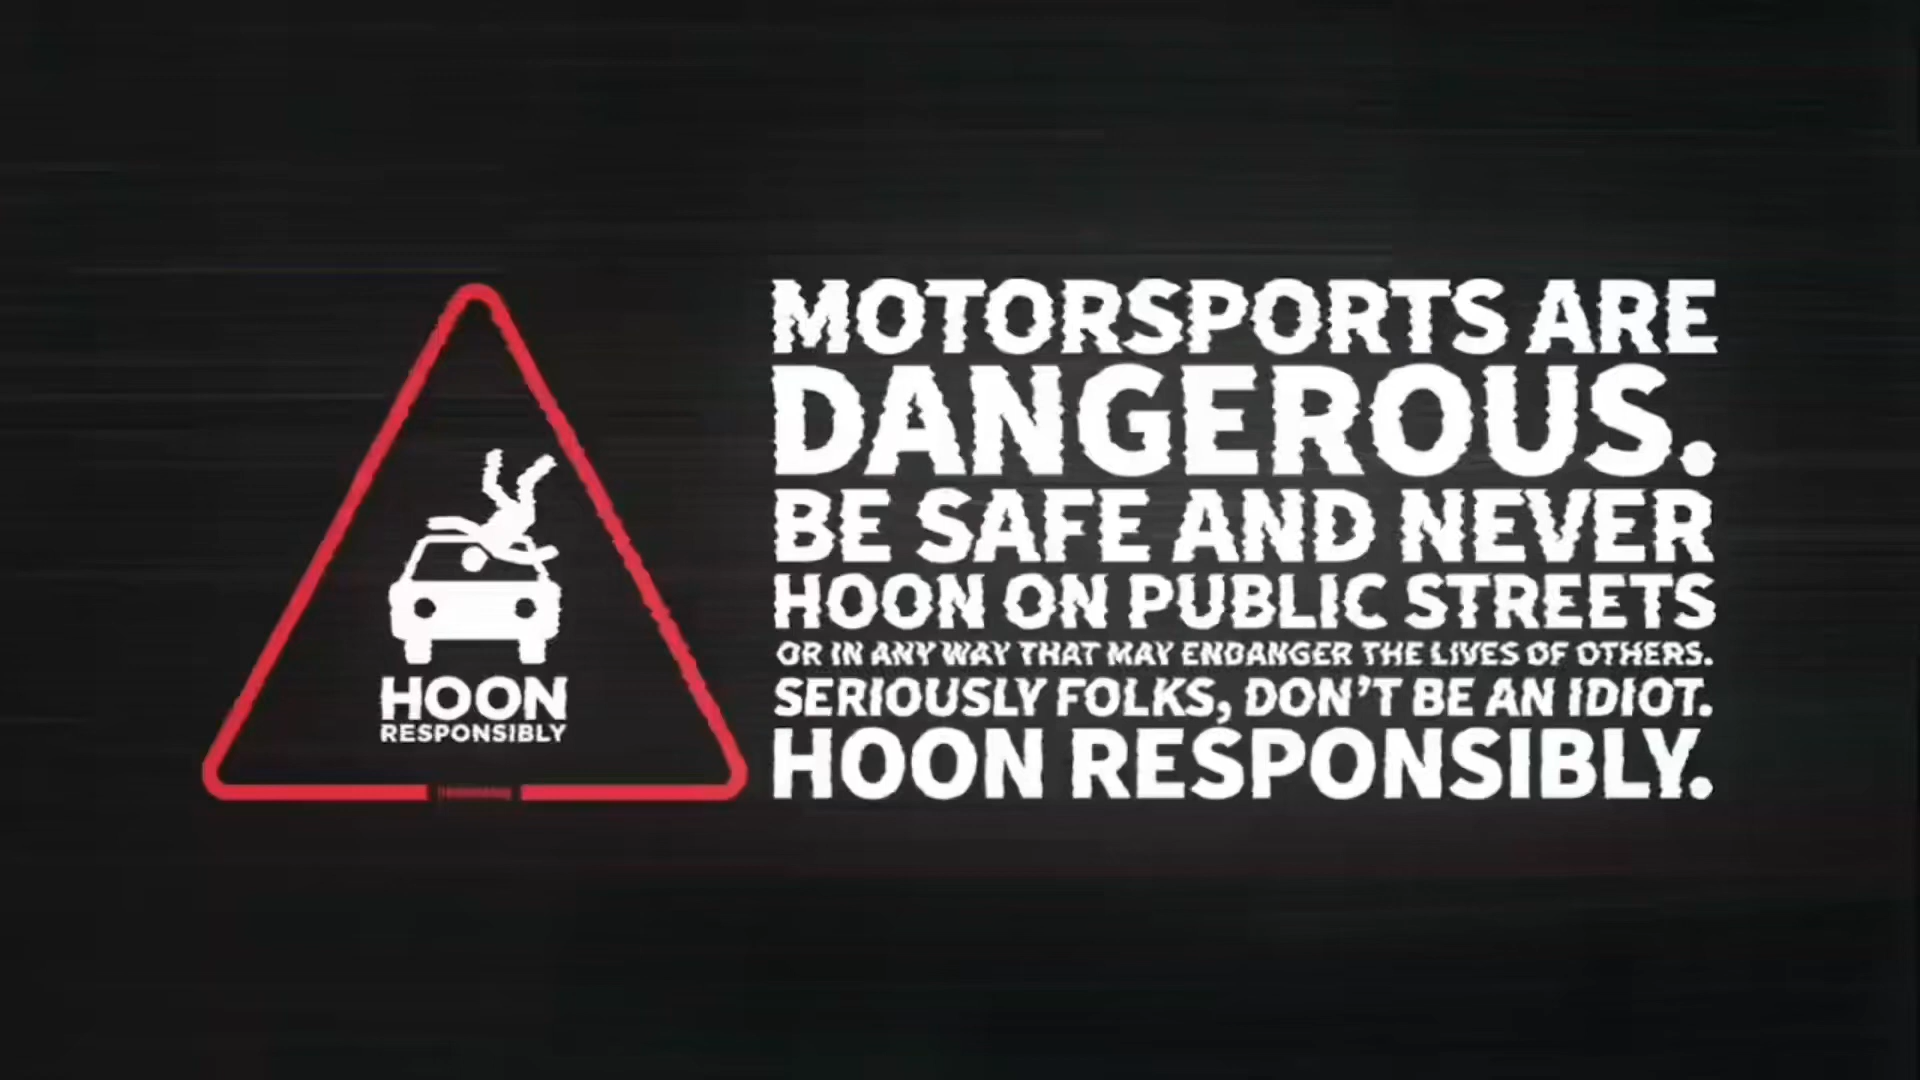 HOON
RESPONSIBLY
MOTORSPORTS ARE
DANGEROUS.
BE SAFE AND NEVER
HOON ON PUBLIC STREETS
OR IN ANY WAY THAT MAY ENDANGER THE LIVES OF OTHERS.
SERIOUSLY FOLKS, DON'T BE AN IDIOT.
HOON RESPONSIBLY.